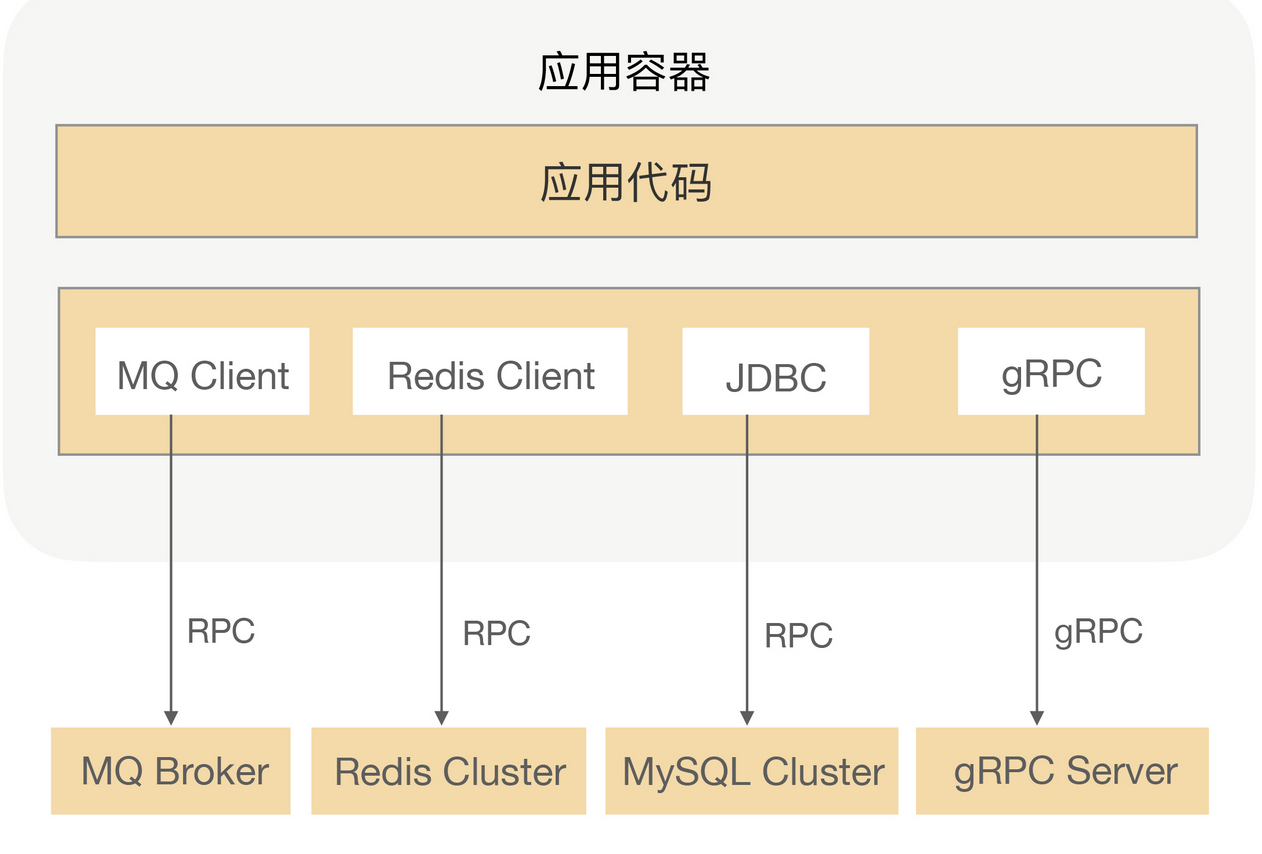 应用容器
应用代码
MQ Client
Redis Client
JDBC
gRPC
RPC
RPC
RPC
gRPC
MQ Broker
Redis Cluster
MySQL Cluster
gRPC Server